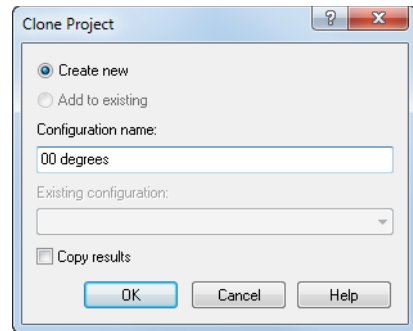 Clone Project
?
X
Create new
Add to existing
Configuration name:
00 degrees
Existing configuration:
Copy results
OK Cancel Help